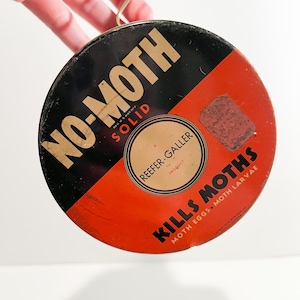 NO-MOTH
SOLID
REEFER-GALLER
KILLS MOTHS
MOTH EGGS - MOTH LARVAE